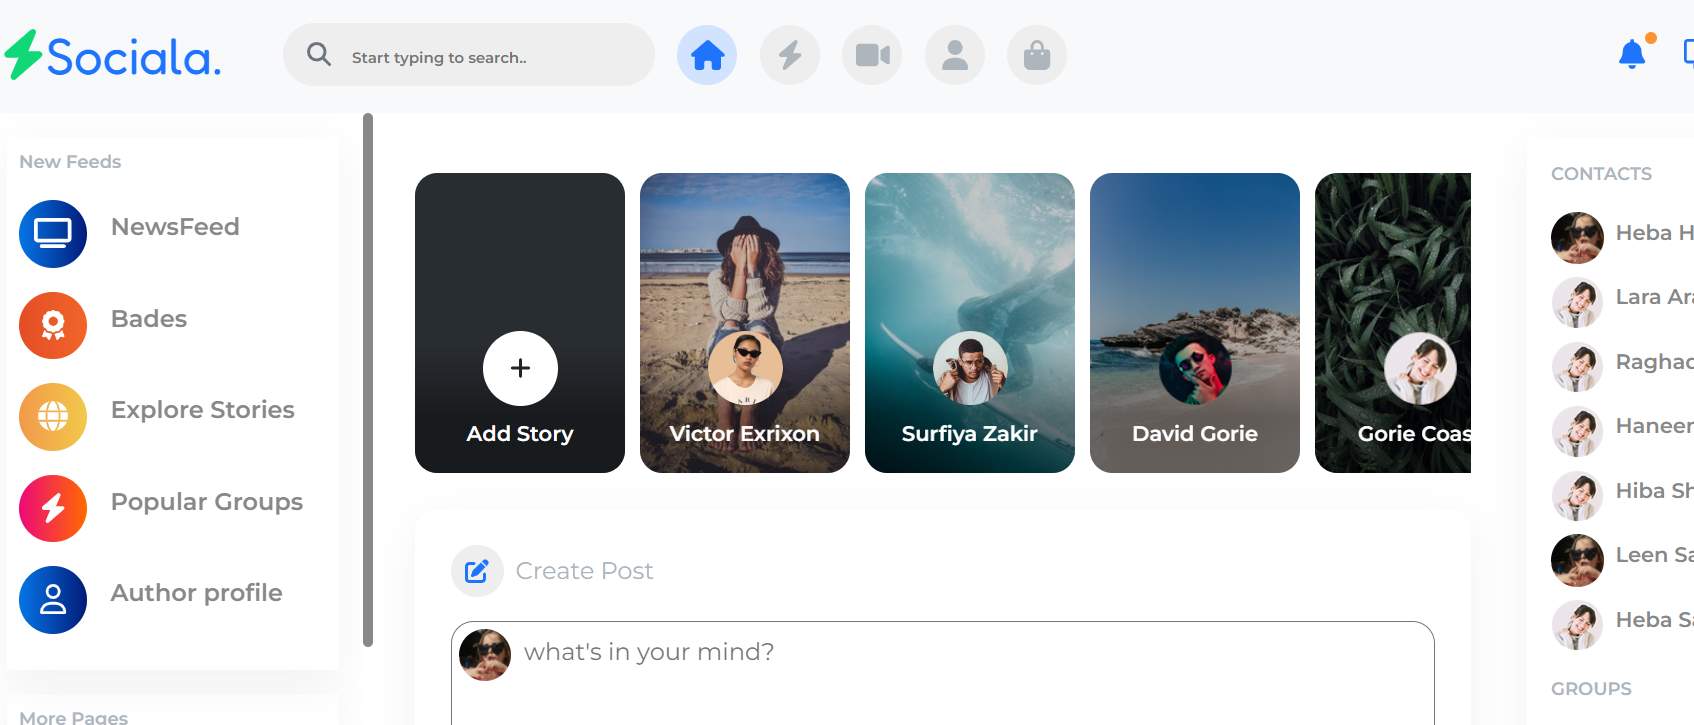 Sociala.
Start typing to search..
New Feeds
NewsFeed
Bades
Explore Stories
Popular Groups
Author profile
More Pages
Add Story
Victor Exrixon
Surfiya Zakir
David Gorie
Gorie Coas
Create Post
what's in your mind?
CONTACTS
Heba H
Lara Ar
Raghad
Haneen
Hiba Sh
Leen Sa
Heba Sa
GROUPS